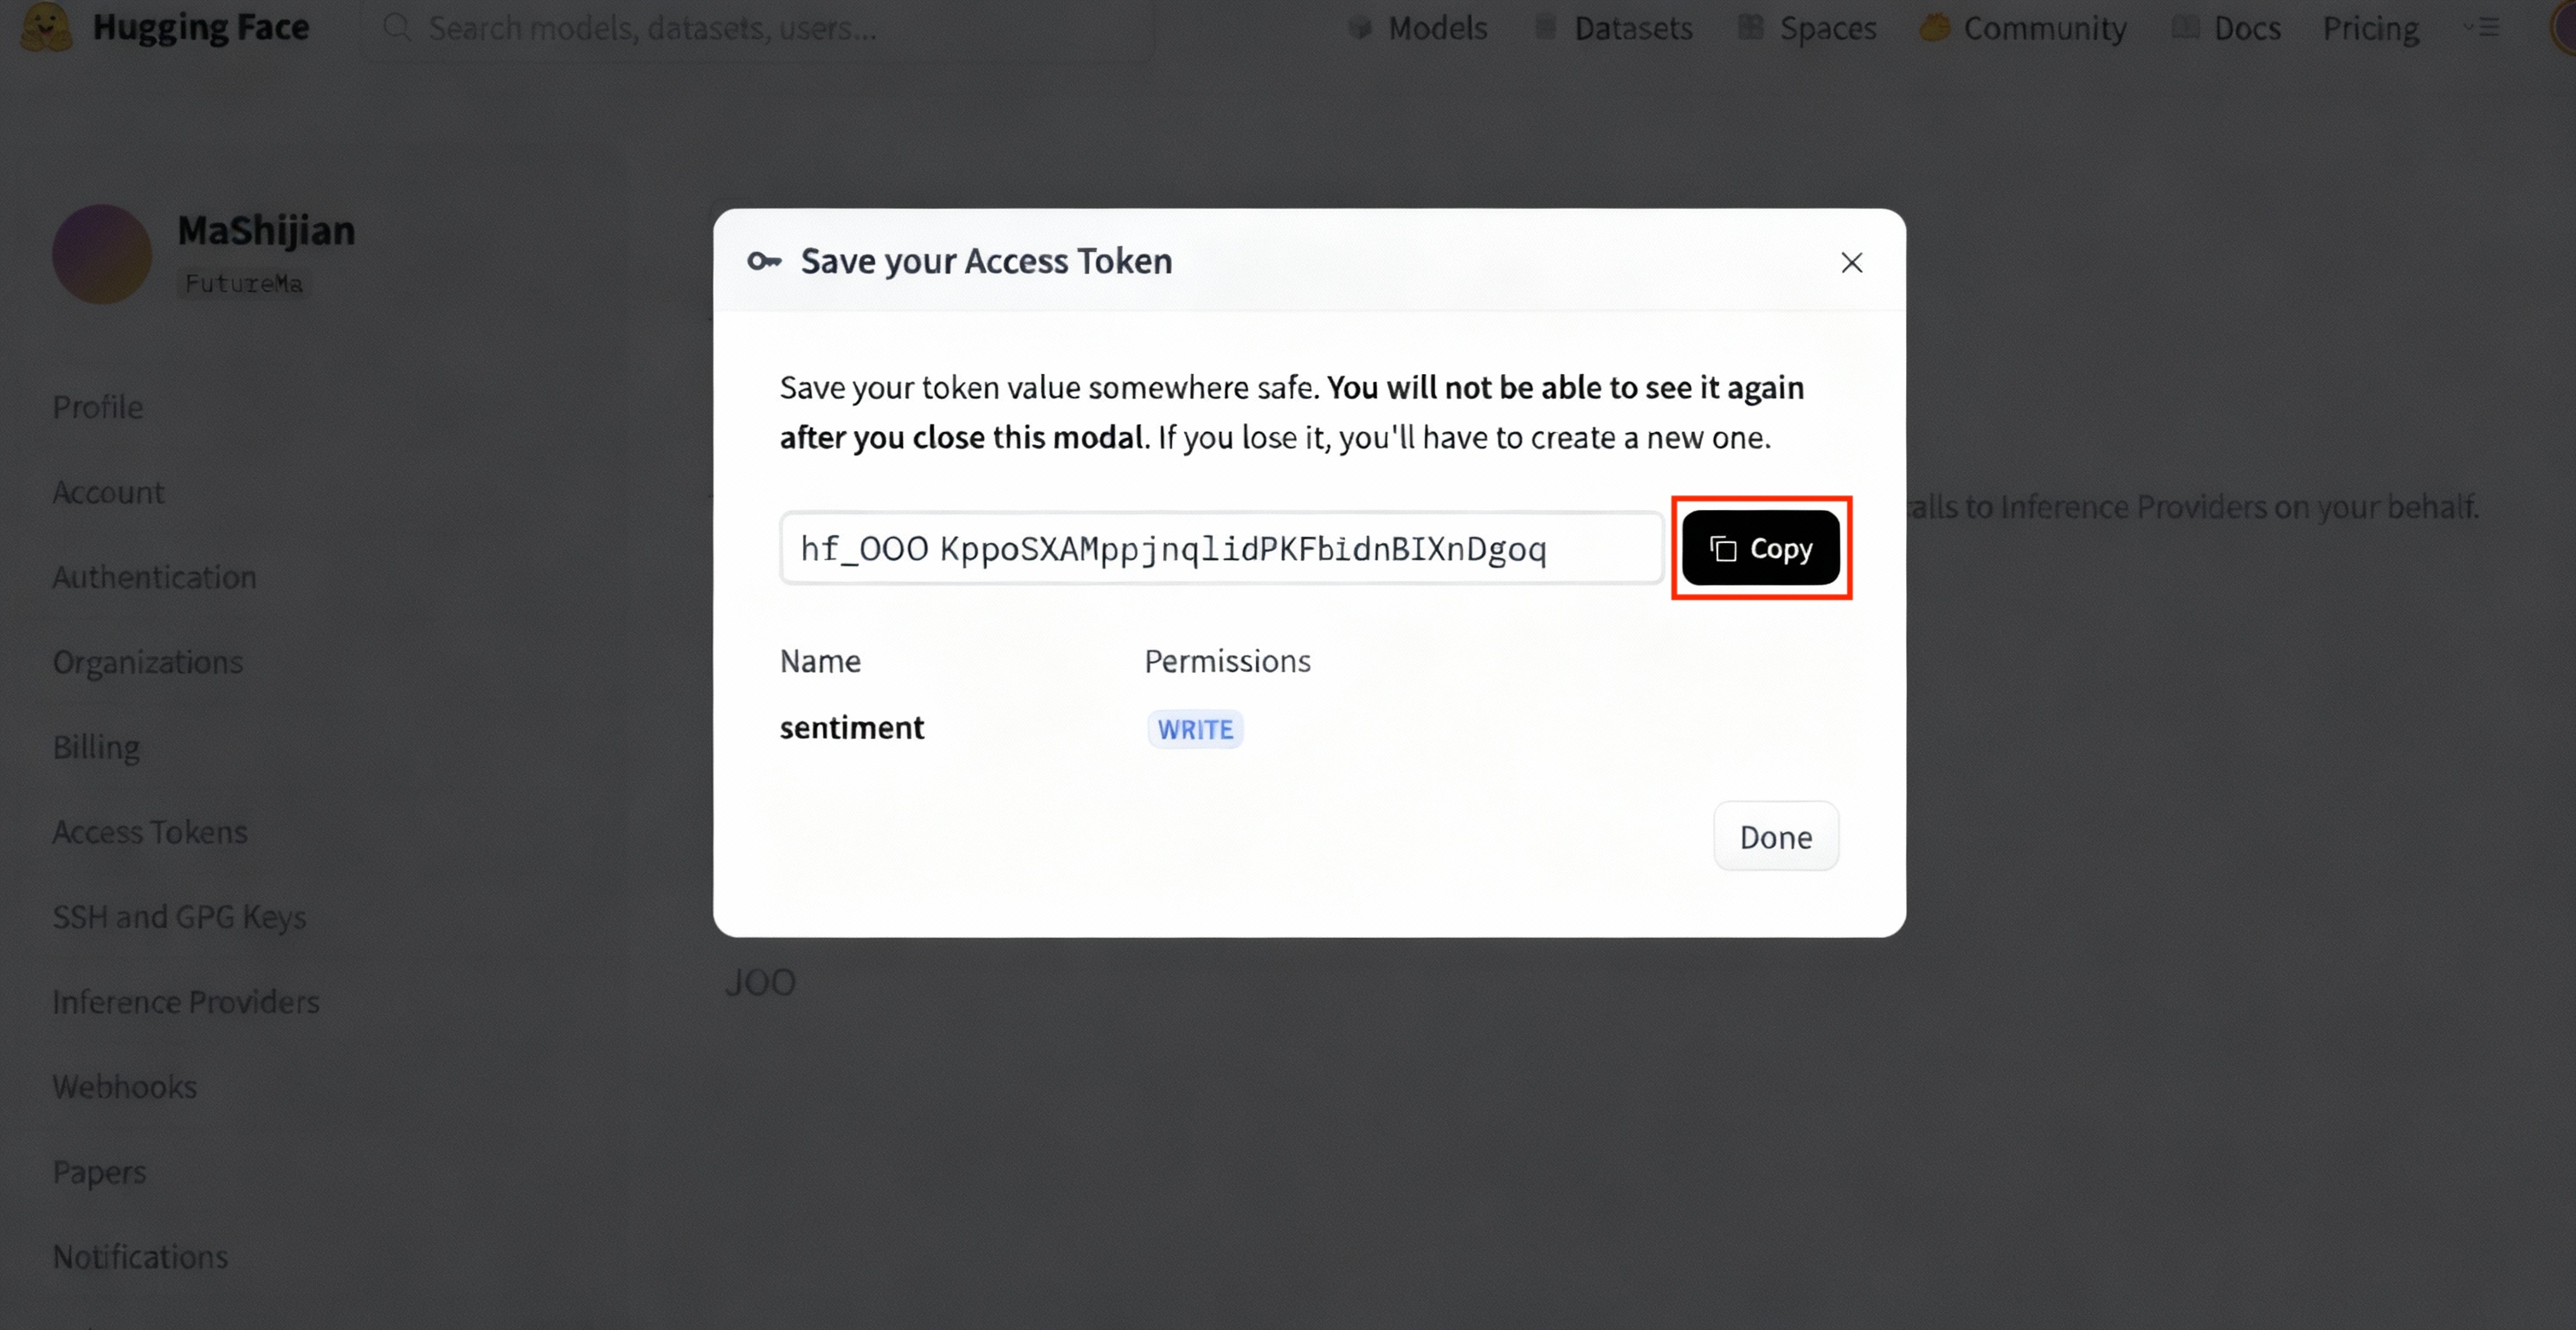 Hugging Face
Search models, datasets, users...
Models
Datasets
Spaces
Community
Docs
Pricing
MaShijian
FutureMa
Profile
Account
Authentication
Organizations
Billing
Access Tokens
SSH and GPG Keys
Inference Providers
Webhooks
Papers
Notifications
Save your Access Token
Save your token value somewhere safe. You will not be able to see it again
after you close this modal. If you lose it, you'll have to create a new one.
hf_OOO KppoSXAMppjnqlidPKFbidnBIXnDgoq
Copy
Name
Permissions
sentiment
WRITE
Done
alls to Inference Providers on your behalf.
JOO